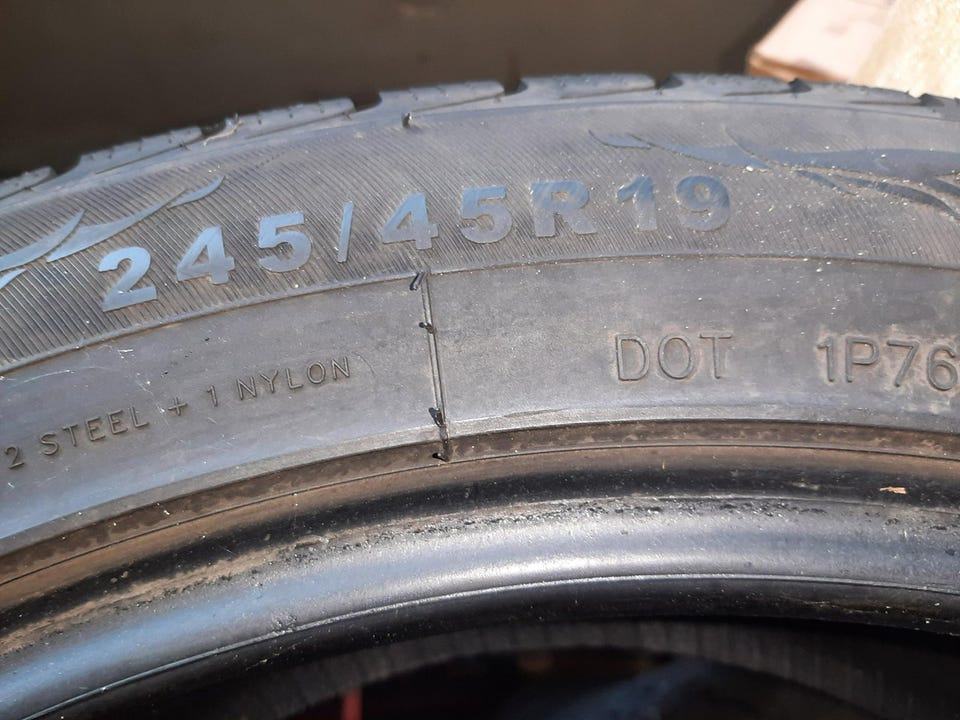 245/45R19
2 STEEL + 1 NYLON
DOT 1P76